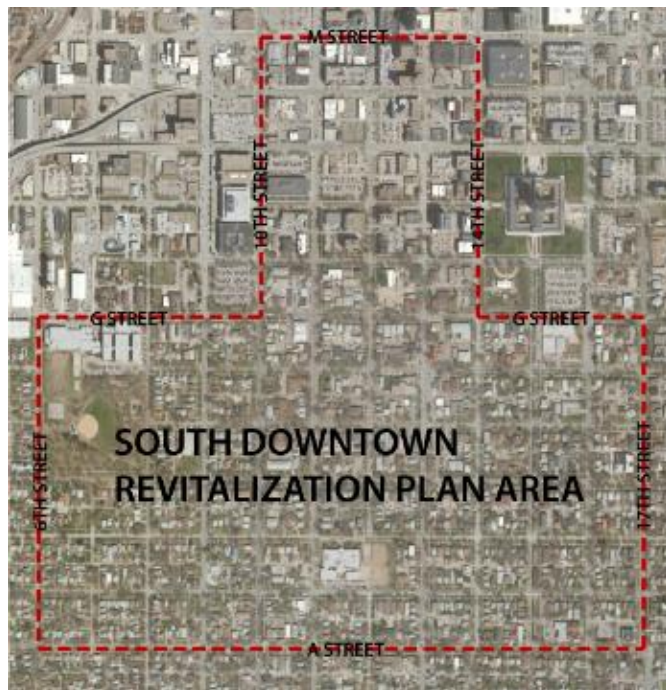 M STREET
10TH STREET
14TH STREET
G STREET
G STREET
SOUTH DOWNTOWN
REVITALIZATION PLAN AREA
6TH STREET
17TH STREET
A STREET